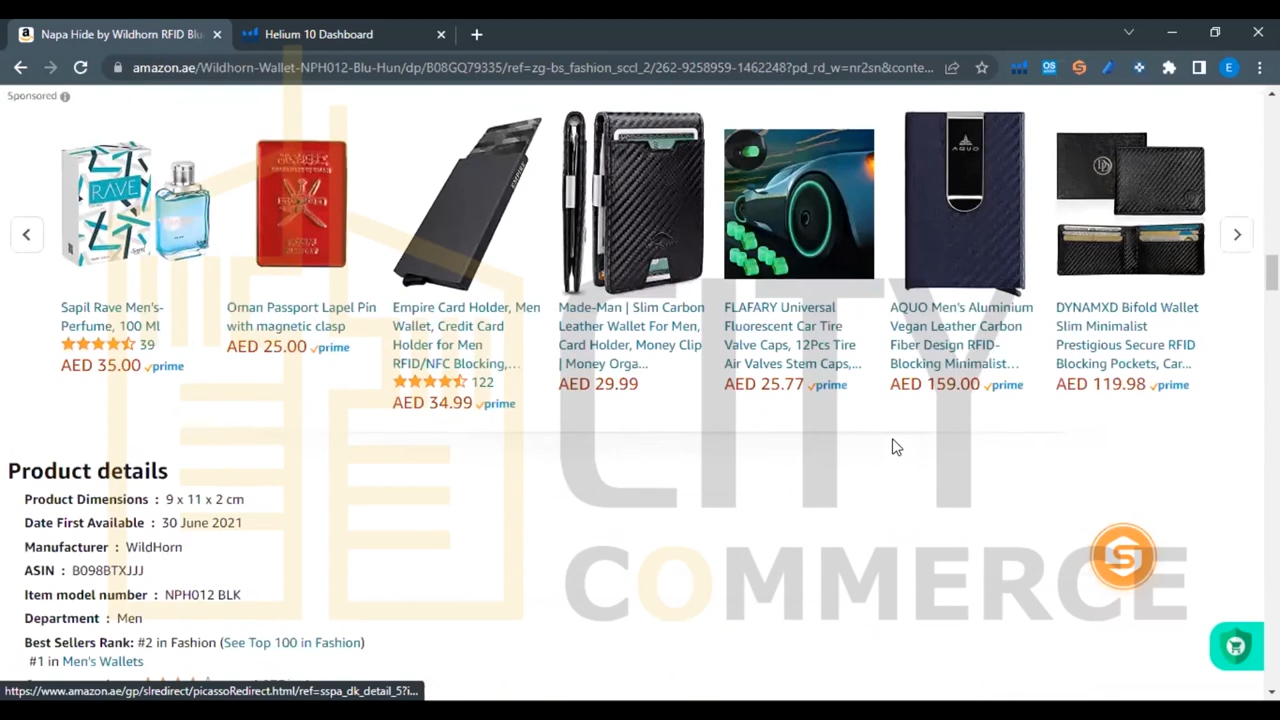 Napa Hide by Wildhorn RFID Blu
Helium 10 Dashboard
amazon.ae/Wildhorn-Wallet-NPH012-Blu-Hun/dp/B08GQ79335/ref=zg-bs_fashion_sccl_2/262-9258959-1462248?pd_rd_w=nr2sn&conte...
E
Sponsored
RAVE
AQUO
Sapil Rave Men's-
Perfume, 100 Ml
39
AED 35.00 prime
Oman Passport Lapel Pin
with magnetic clasp
AED 25.00 prime
Empire Card Holder, Men
Wallet, Credit Card
Holder for Men
RFID/NFC Blocking,...
122
AED 34.99 prime
Made-Man | Slim Carbon
Leather Wallet For Men,
Card Holder, Money Clip
| Money Orga...
AED 29.99
FLAFARY Universal
Fluorescent Car Tire
Valve Caps, 12Pcs Tire
Air Valves Stem Caps,...
AED 25.77 prime
AQUO Men's Aluminium
Vegan Leather Carbon
Fiber Design RFID-
Blocking Minimalist...
AED 159.00 prime
DYNAMXD Bifold Wallet
Slim Minimalist
Prestigious Secure RFID
Blocking Pockets, Car...
AED 119.98 prime
CITY
COMMERCE
Product details
Product Dimensions : 9 x 11 x 2 cm
Date First Available : 30 June 2021
Manufacturer : WildHorn
ASIN : B098BTXJJJ
Item model number : NPH012 BLK
Department : Men
Best Sellers Rank: #2 in Fashion (See Top 100 in Fashion)
#1 in Men's Wallets
https://www.amazon.ae/gp/slredirect/picassoRedirect.html/ref=sspa_dk_detail_5?i...